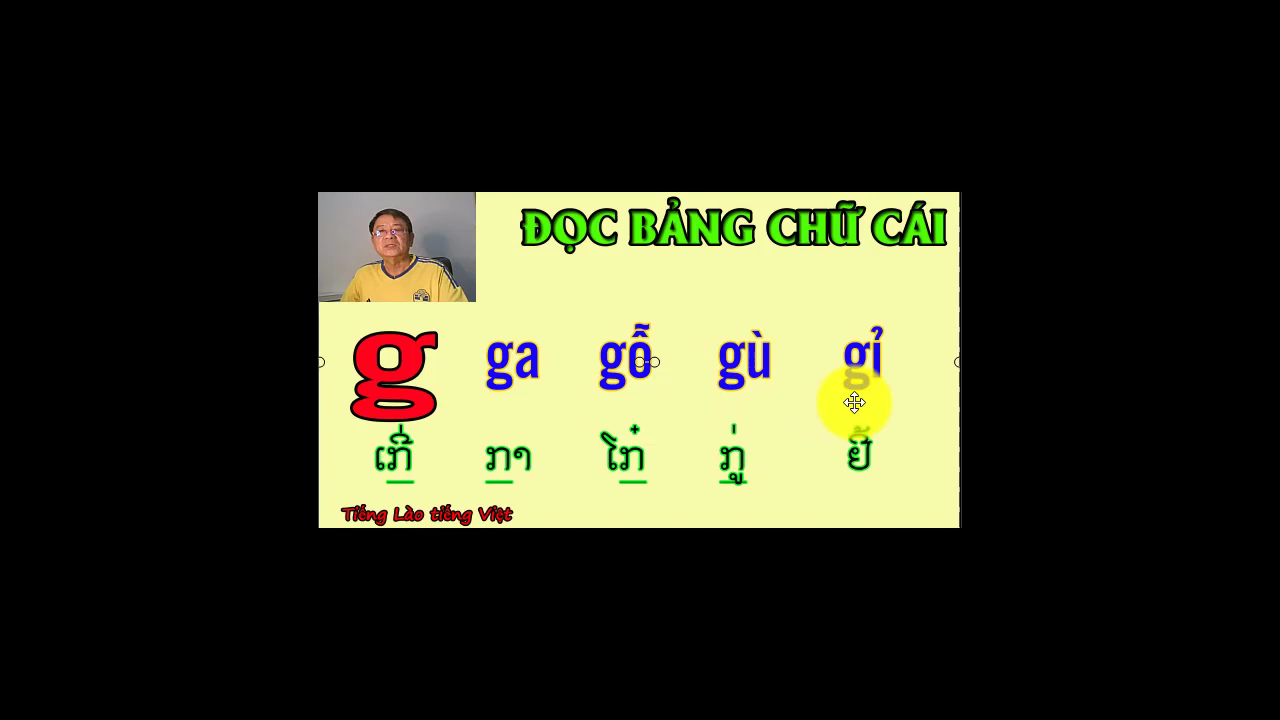 ĐỌC BẢNG CHỮ CÁI
g ga gỗ gù gỉ
ເກີ່ ກາ ໂກ໋ ກູ່ ຢີ້
Tiếng Lào tiếng Việt